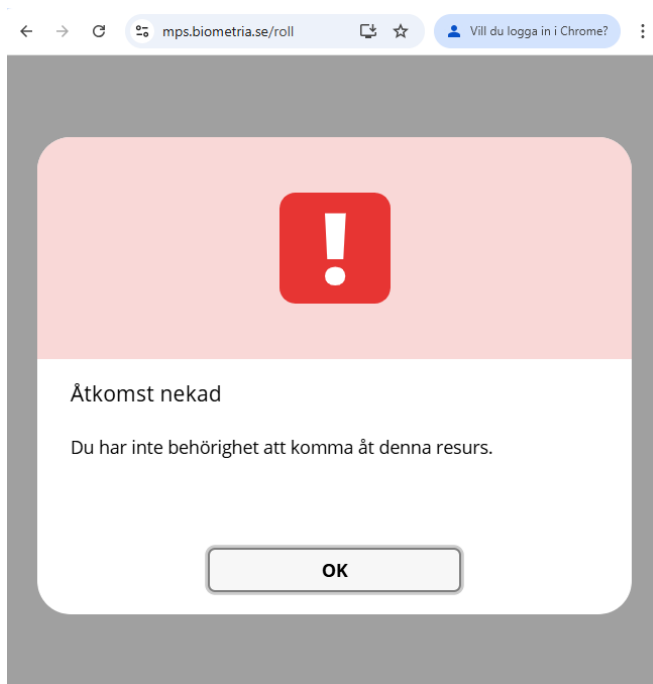 mps.biometria.se/roll
Vill du logga in i Chrome?
!
Åtkomst nekad
Du har inte behörighet att komma åt denna resurs.
OK